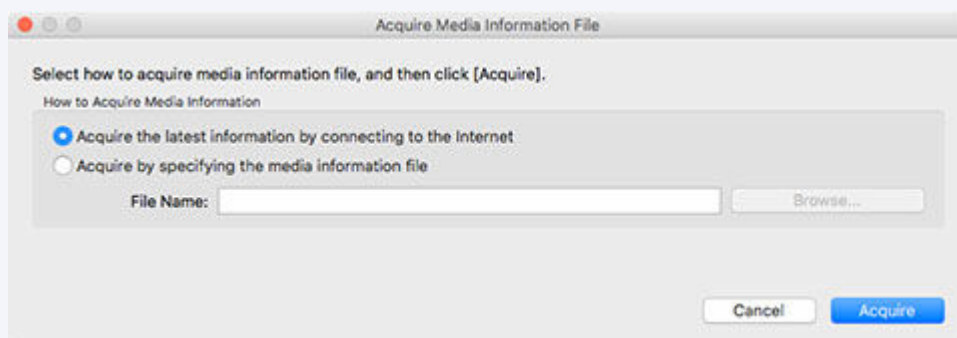 Acquire Media Information File
Select how to acquire media information file, and then click [Acquire].
How to Acquire Media Information
Acquire the latest information by connecting to the Internet
Acquire by specifying the media information file
File Name:
Browse...
Cancel
Acquire